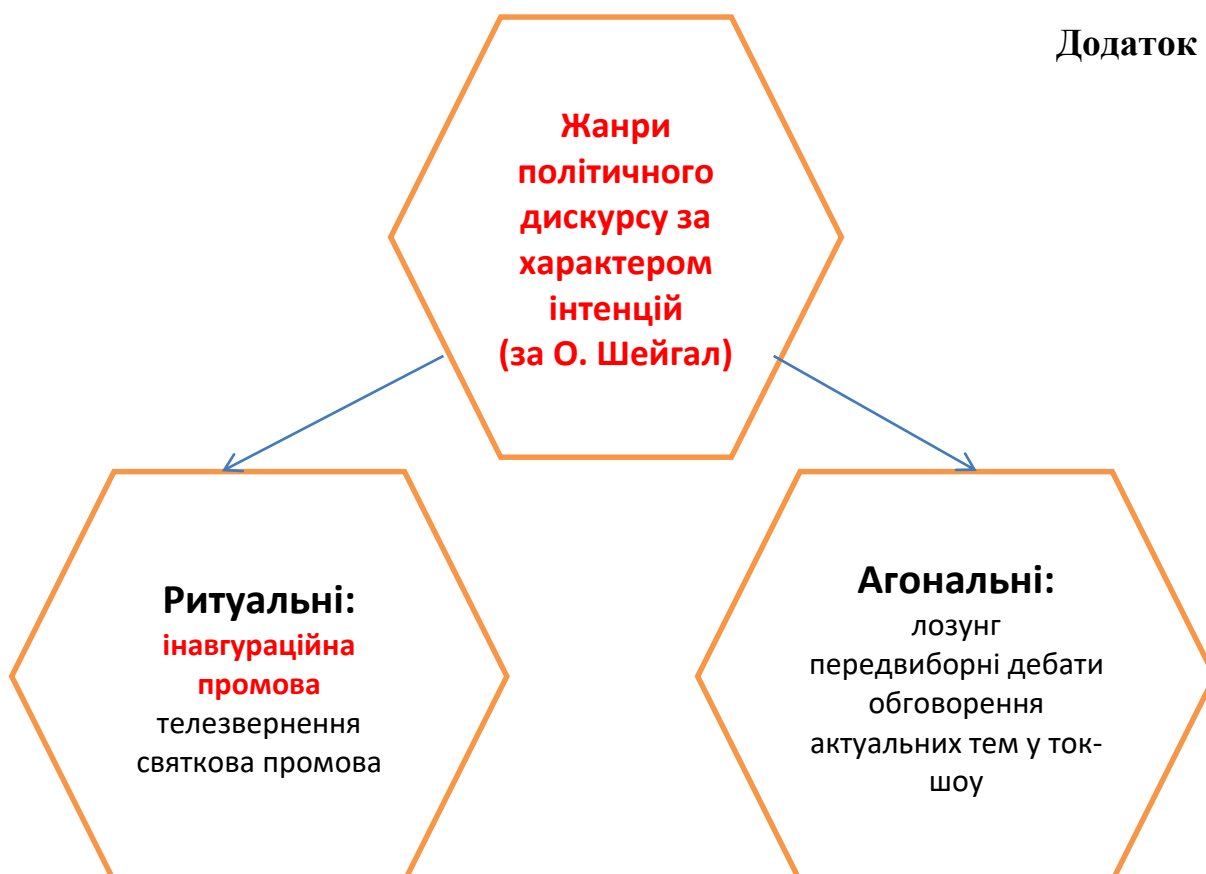 Додаток
Жанри
політичного
дискурсу за
характером
інтенцій
(за О. Шейгал)
Ритуальні:
інавгураційна
промова
телезвернення
святкова промова
Агональні:
лозунг
передвиборні дебати
обговорення
актуальних тем у ток-
шоу